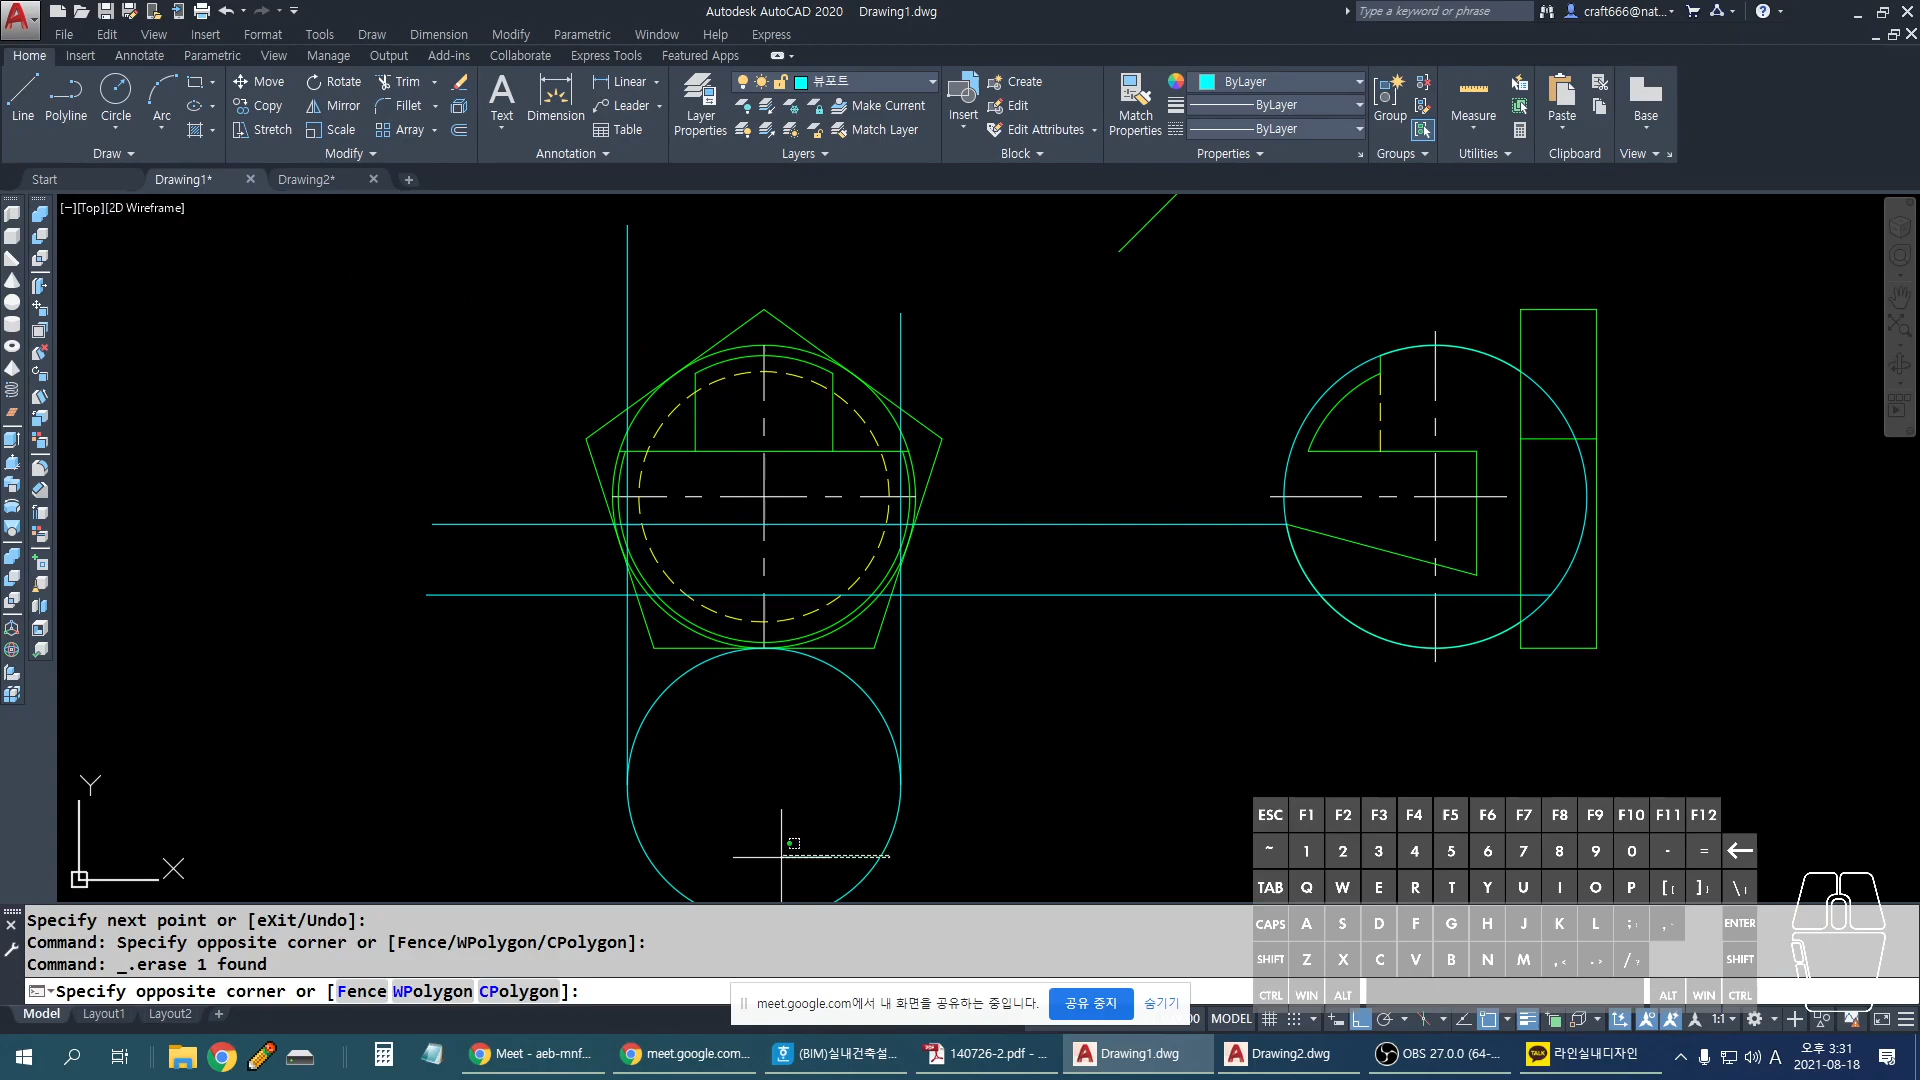 Autodesk AutoCAD 2020   Drawing1.dwg
Type a keyword or phrase
craft666@nat...
File Edit View Insert Format Tools Draw Dimension Modify Parametric Window Help Express
Home Insert Annotate Parametric View Manage Output Add-ins Collaborate Express Tools Featured Apps
Line Polyline Circle Arc
Draw
Move Rotate Trim
Copy Mirror Fillet
Stretch Scale Array
Modify
Text Dimension
Linear
Leader
Table
Annotation
Layer Properties
뷰포트
Make Current
Match Layer
Layers
Insert
Create
Edit
Edit Attributes
Block
Match Properties
ByLayer
ByLayer
ByLayer
Properties
Group
Groups
Measure
Utilities
Paste
Clipboard
Base
View
Start Drawing1* Drawing2*
[−][Top][2D Wireframe]
Y
X
ESC F1 F2 F3 F4 F5 F6 F7 F8 F9 F10 F11 F12
~ 1 2 3 4 5 6 7 8 9 0 - =
TAB Q W E R T Y U I O P [{ ]} \|
CAPS A S D F G H J K L ;: ENTER
SHIFT Z X C V B N M ,< .> /? SHIFT
CTRL WIN ALT ALT WIN CTRL
Specify next point or [eXit/Undo]:
Command: Specify opposite corner or [Fence/WPolygon/CPolygon]:
Command: _.erase 1 found
Specify opposite corner or [Fence WPolygon CPolygon]:
meet.google.com에서 내 화면을 공유하는 중입니다. 공유 중지 숨기기
Model Layout1 Layout2
MODEL 1:1
Meet - aeb-mnf...
meet.google.com...
(BIM)실내건축설...
140726-2.pdf - ...
Drawing1.dwg
Drawing2.dwg
OBS 27.0.0 (64-...
라인실내디자인
A
오후 3:31
2021-08-18